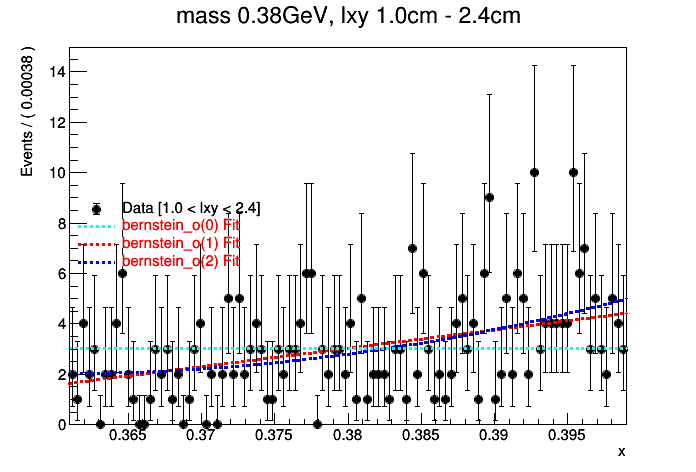 mass 0.38GeV, lxy 1.0cm - 2.4cm
Events / ( 0.00038 )
14
12
10
8
6
4
2
0
Data [1.0 < lxy < 2.4]
bernstein_o(0) Fit
bernstein_o(1) Fit
bernstein_o(2) Fit
0.365 0.37 0.375 0.38 0.385 0.39 0.395
x